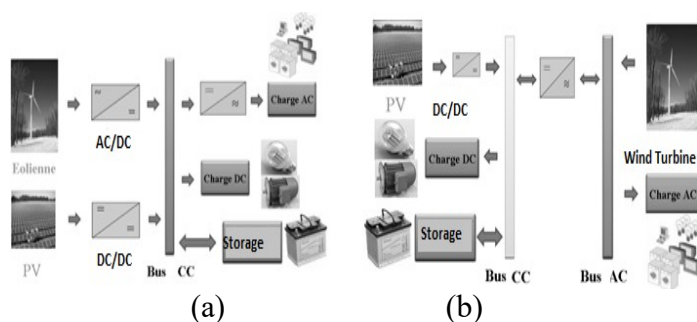 Eolienne
AC/DC
Charge AC
Charge DC
PV
DC/DC
Storage
Bus CC
(a)
PV
DC/DC
Charge DC
Storage
Bus CC
Bus AC
Wind Turbine
Charge AC
(b)